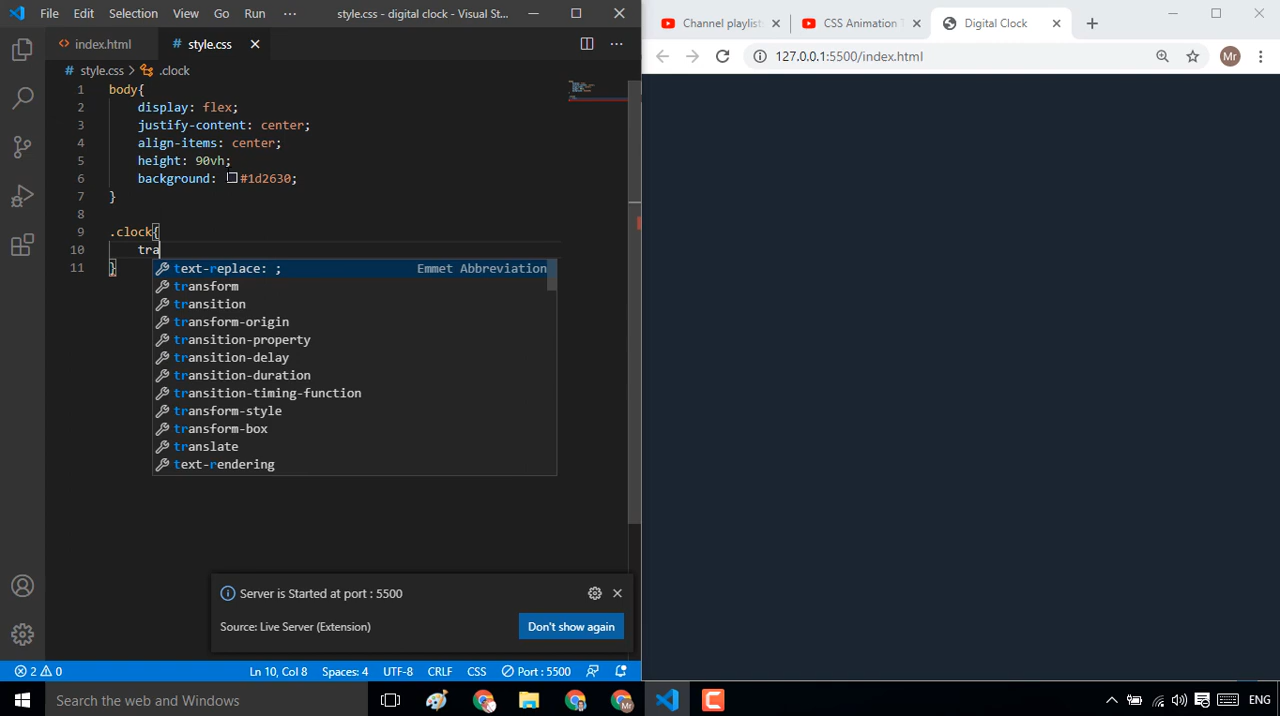 File Edit Selection View Go Run ··· style.css - digital clock - Visual St...
index.html style.css
style.css > .clock
1 body{
2 display: flex;
3 justify-content: center;
4 align-items: center;
5 height: 90vh;
6 background: #1d2630;
7 }
8
9 .clock{
10 tra
11 }
text-replace: ; Emmet Abbreviation
transform
transition
transform-origin
transition-property
transition-delay
transition-duration
transition-timing-function
transform-style
transform-box
translate
text-rendering
Server is Started at port : 5500
Source: Live Server (Extension) Don't show again
2 0 Ln 10, Col 8 Spaces: 4 UTF-8 CRLF CSS Port : 5500
Search the web and Windows
Channel playlist CSS Animation T Digital Clock
127.0.0.1:5500/index.html Mr
Mr ENG